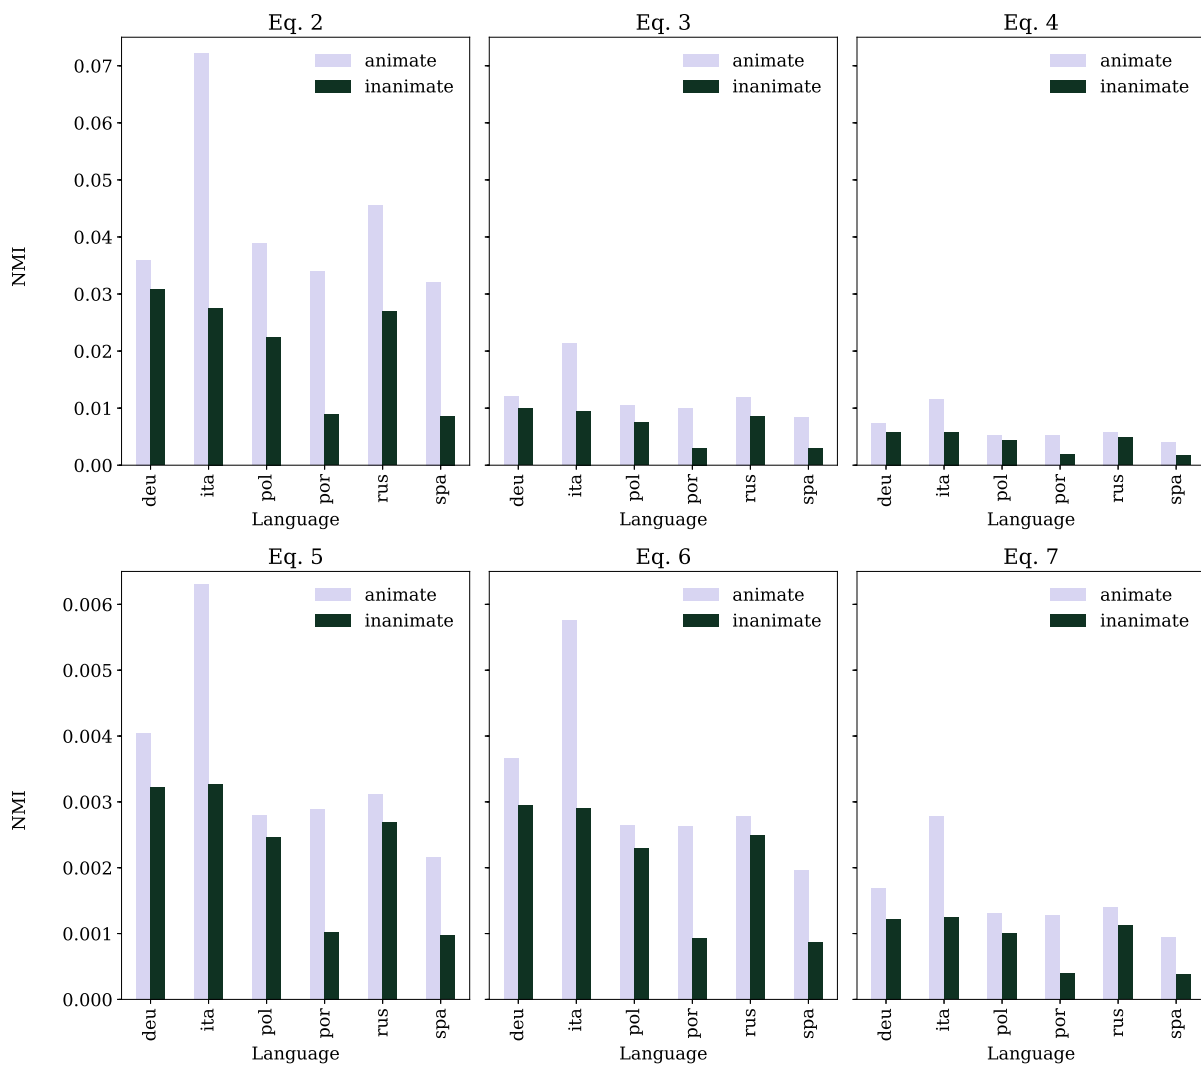 Eq. 2
Eq. 3
Eq. 4
animate
inanimate
animate
inanimate
animate
inanimate
NMI
0.07
0.06
0.05
0.04
0.03
0.02
0.01
0.00
deu
ita
pol
por
rus
spa
deu
ita
pol
por
rus
spa
deu
ita
pol
por
rus
spa
Language
Language
Language
Eq. 5
Eq. 6
Eq. 7
animate
inanimate
animate
inanimate
animate
inanimate
NMI
0.006
0.005
0.004
0.003
0.002
0.001
0.000
deu
ita
pol
por
rus
spa
deu
ita
pol
por
rus
spa
deu
ita
pol
por
rus
spa
Language
Language
Language